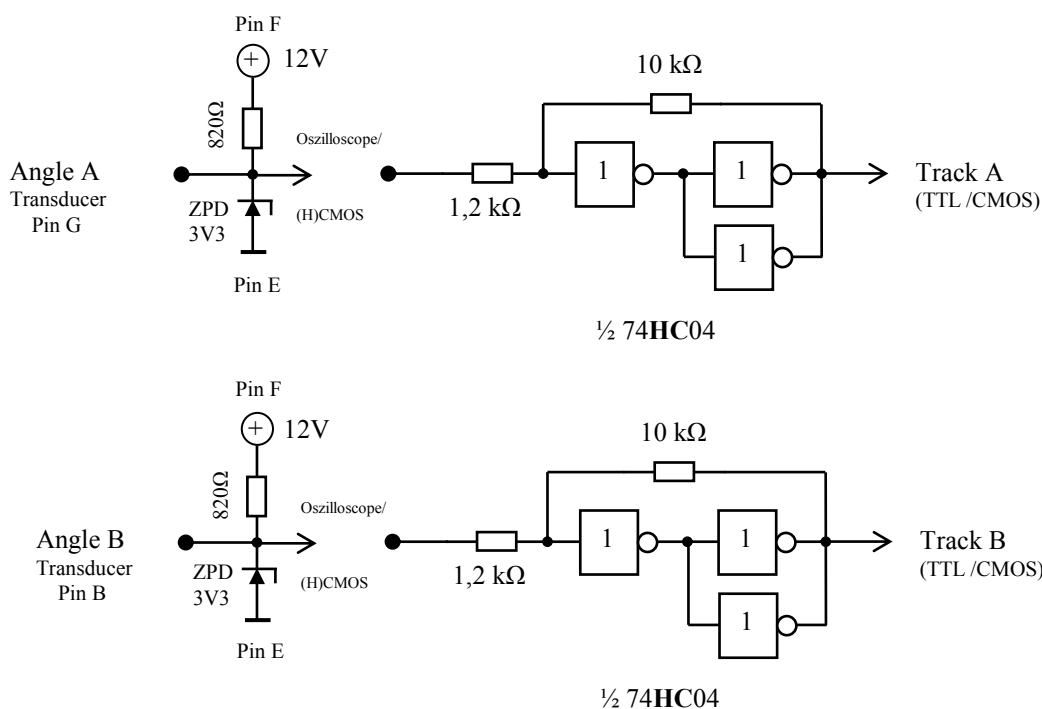 Pin F
12V
10 kΩ
820Ω
Oszilloscope/
Angle A
Transducer
Pin G
1
1
Track A
(TTL /CMOS)
1,2 kΩ
ZPD
3V3
(H)CMOS
1
Pin E
½ 74HC04
Pin F
12V
10 kΩ
820Ω
Oszilloscope/
Angle B
Transducer
Pin B
1
1
Track B
(TTL /CMOS)
1,2 kΩ
ZPD
3V3
(H)CMOS
1
Pin E
½ 74HC04